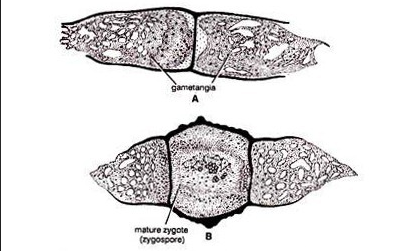 gametangia
A
mature zygote
(zygospore)
B